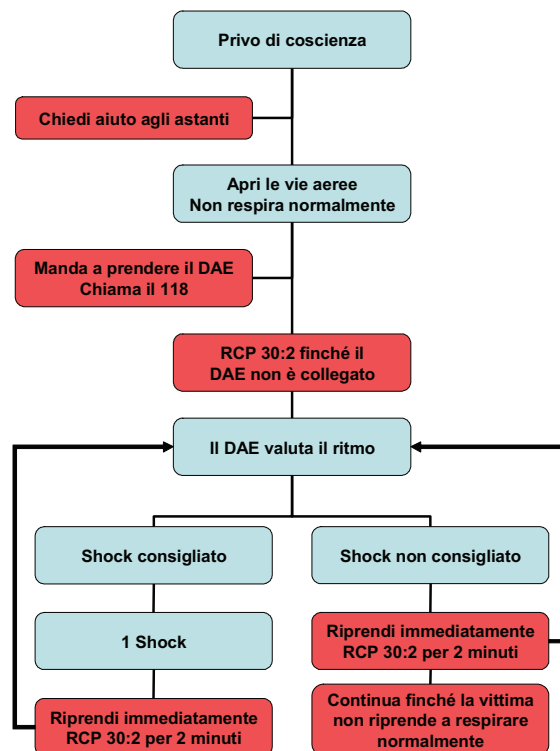 Privo di coscienza
Chiedi aiuto agli astanti
Apri le vie aeree
Non respira normalmente
Manda a prendere il DAE
Chiama il 118
RCP 30:2 finché il
DAE non è collegato
Il DAE valuta il ritmo
Shock consigliato
Shock non consigliato
1 Shock
Riprendi immediatamente
RCP 30:2 per 2 minuti
Riprendi immediatamente
RCP 30:2 per 2 minuti
Continua finché la vittima
non riprende a respirare
normalmente